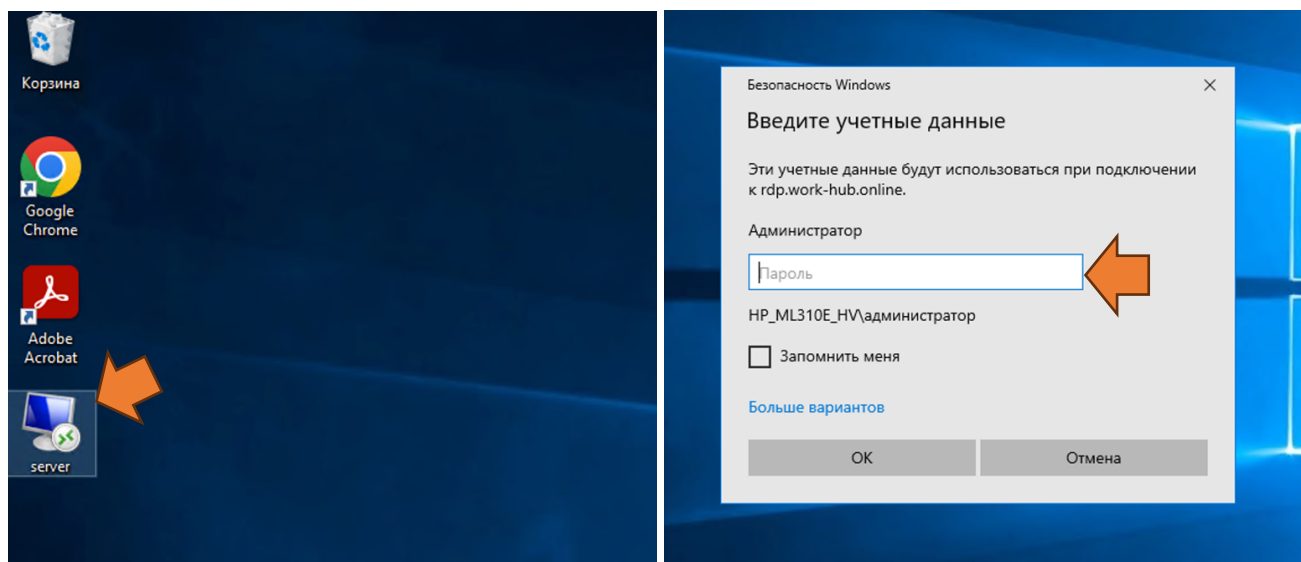 Корзина
Google
Chrome
Adobe
Acrobat
server
Безопасность Windows
Введите учетные данные
Эти учетные данные будут использоваться при подключении
к rdp.work-hub.online.
Администратор
Пароль
HP_ML310E_HV\администратор
Запомнить меня
Больше вариантов
ОК
Отмена